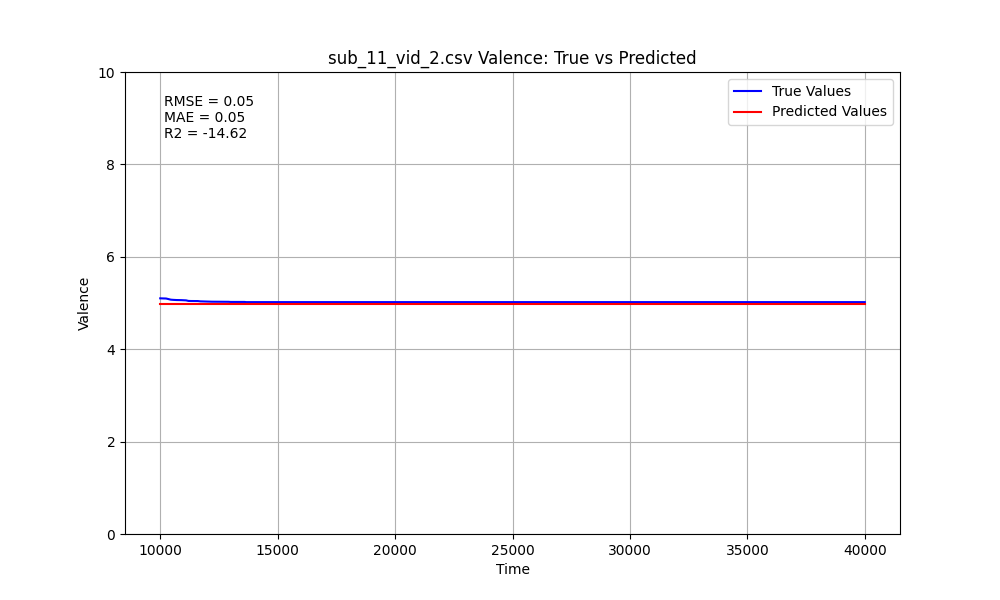 sub_11_vid_2.csv Valence: True vs Predicted
10
8
6
4
2
0
Valence
RMSE = 0.05
MAE = 0.05
R2 = -14.62
True Values
Predicted Values
10000 15000 20000 25000 30000 35000 40000
Time